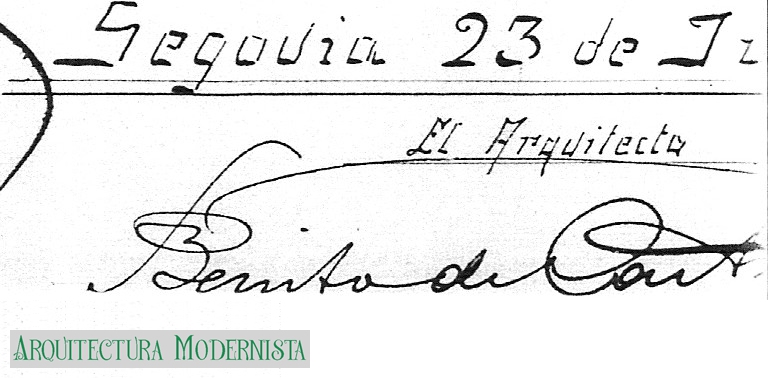 Segovia 23 de
El Arquitecto
Benito de
ARQUITECTURA MODERNISTA